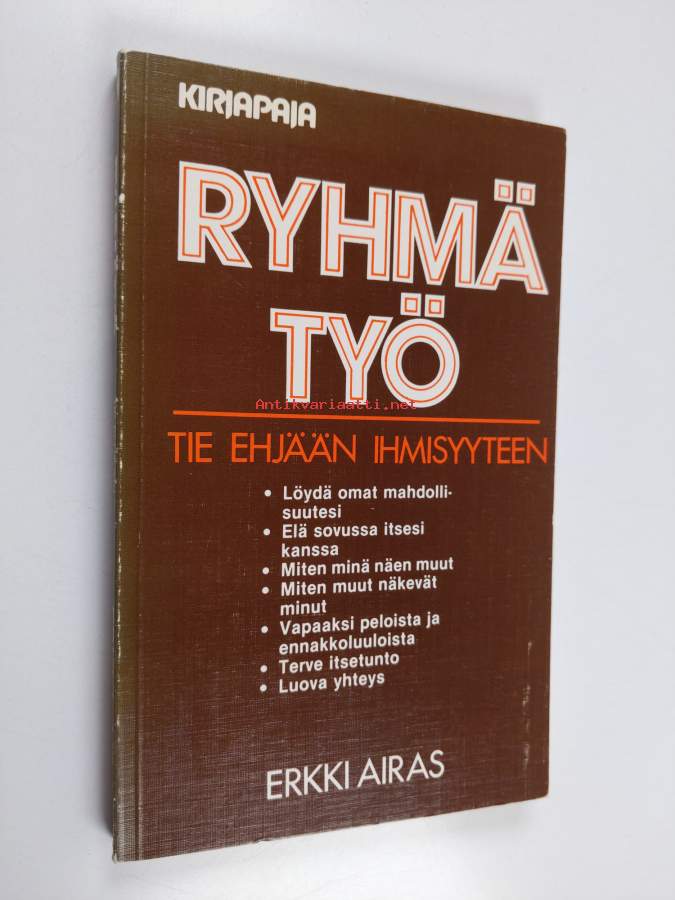 KIRJAPAJA
RYHMÄ
TYÖ
Antikvariaatti.net
TIE EHJÄÄN IHMISYYTEEN
• Löydä omat mahdolli-
suutesi
• Elä sovussa itsesi
kanssa
• Miten minä näen muut
• Miten muut näkevät
minut
• Vapaaksi peloista ja
ennakkoluuloista
• Terve itsetunto
• Luova yhteys
ERKKI AIRAS